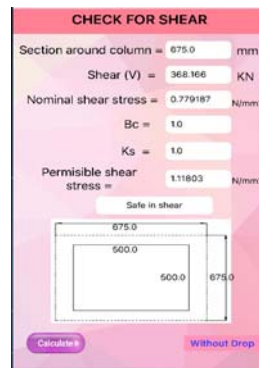 CHECK FOR SHEAR
Section around column = 675.0 mm
Shear (V) = 368.166 KN
Nominal shear stress = 0.779187 N/mm
Bc = 1.0
Ks = 1.0
Permisible shear
stress = 1.11803 N/mm
Safe in shear
675.0
500.0
500.0 675.0
Calculate
Without Drop